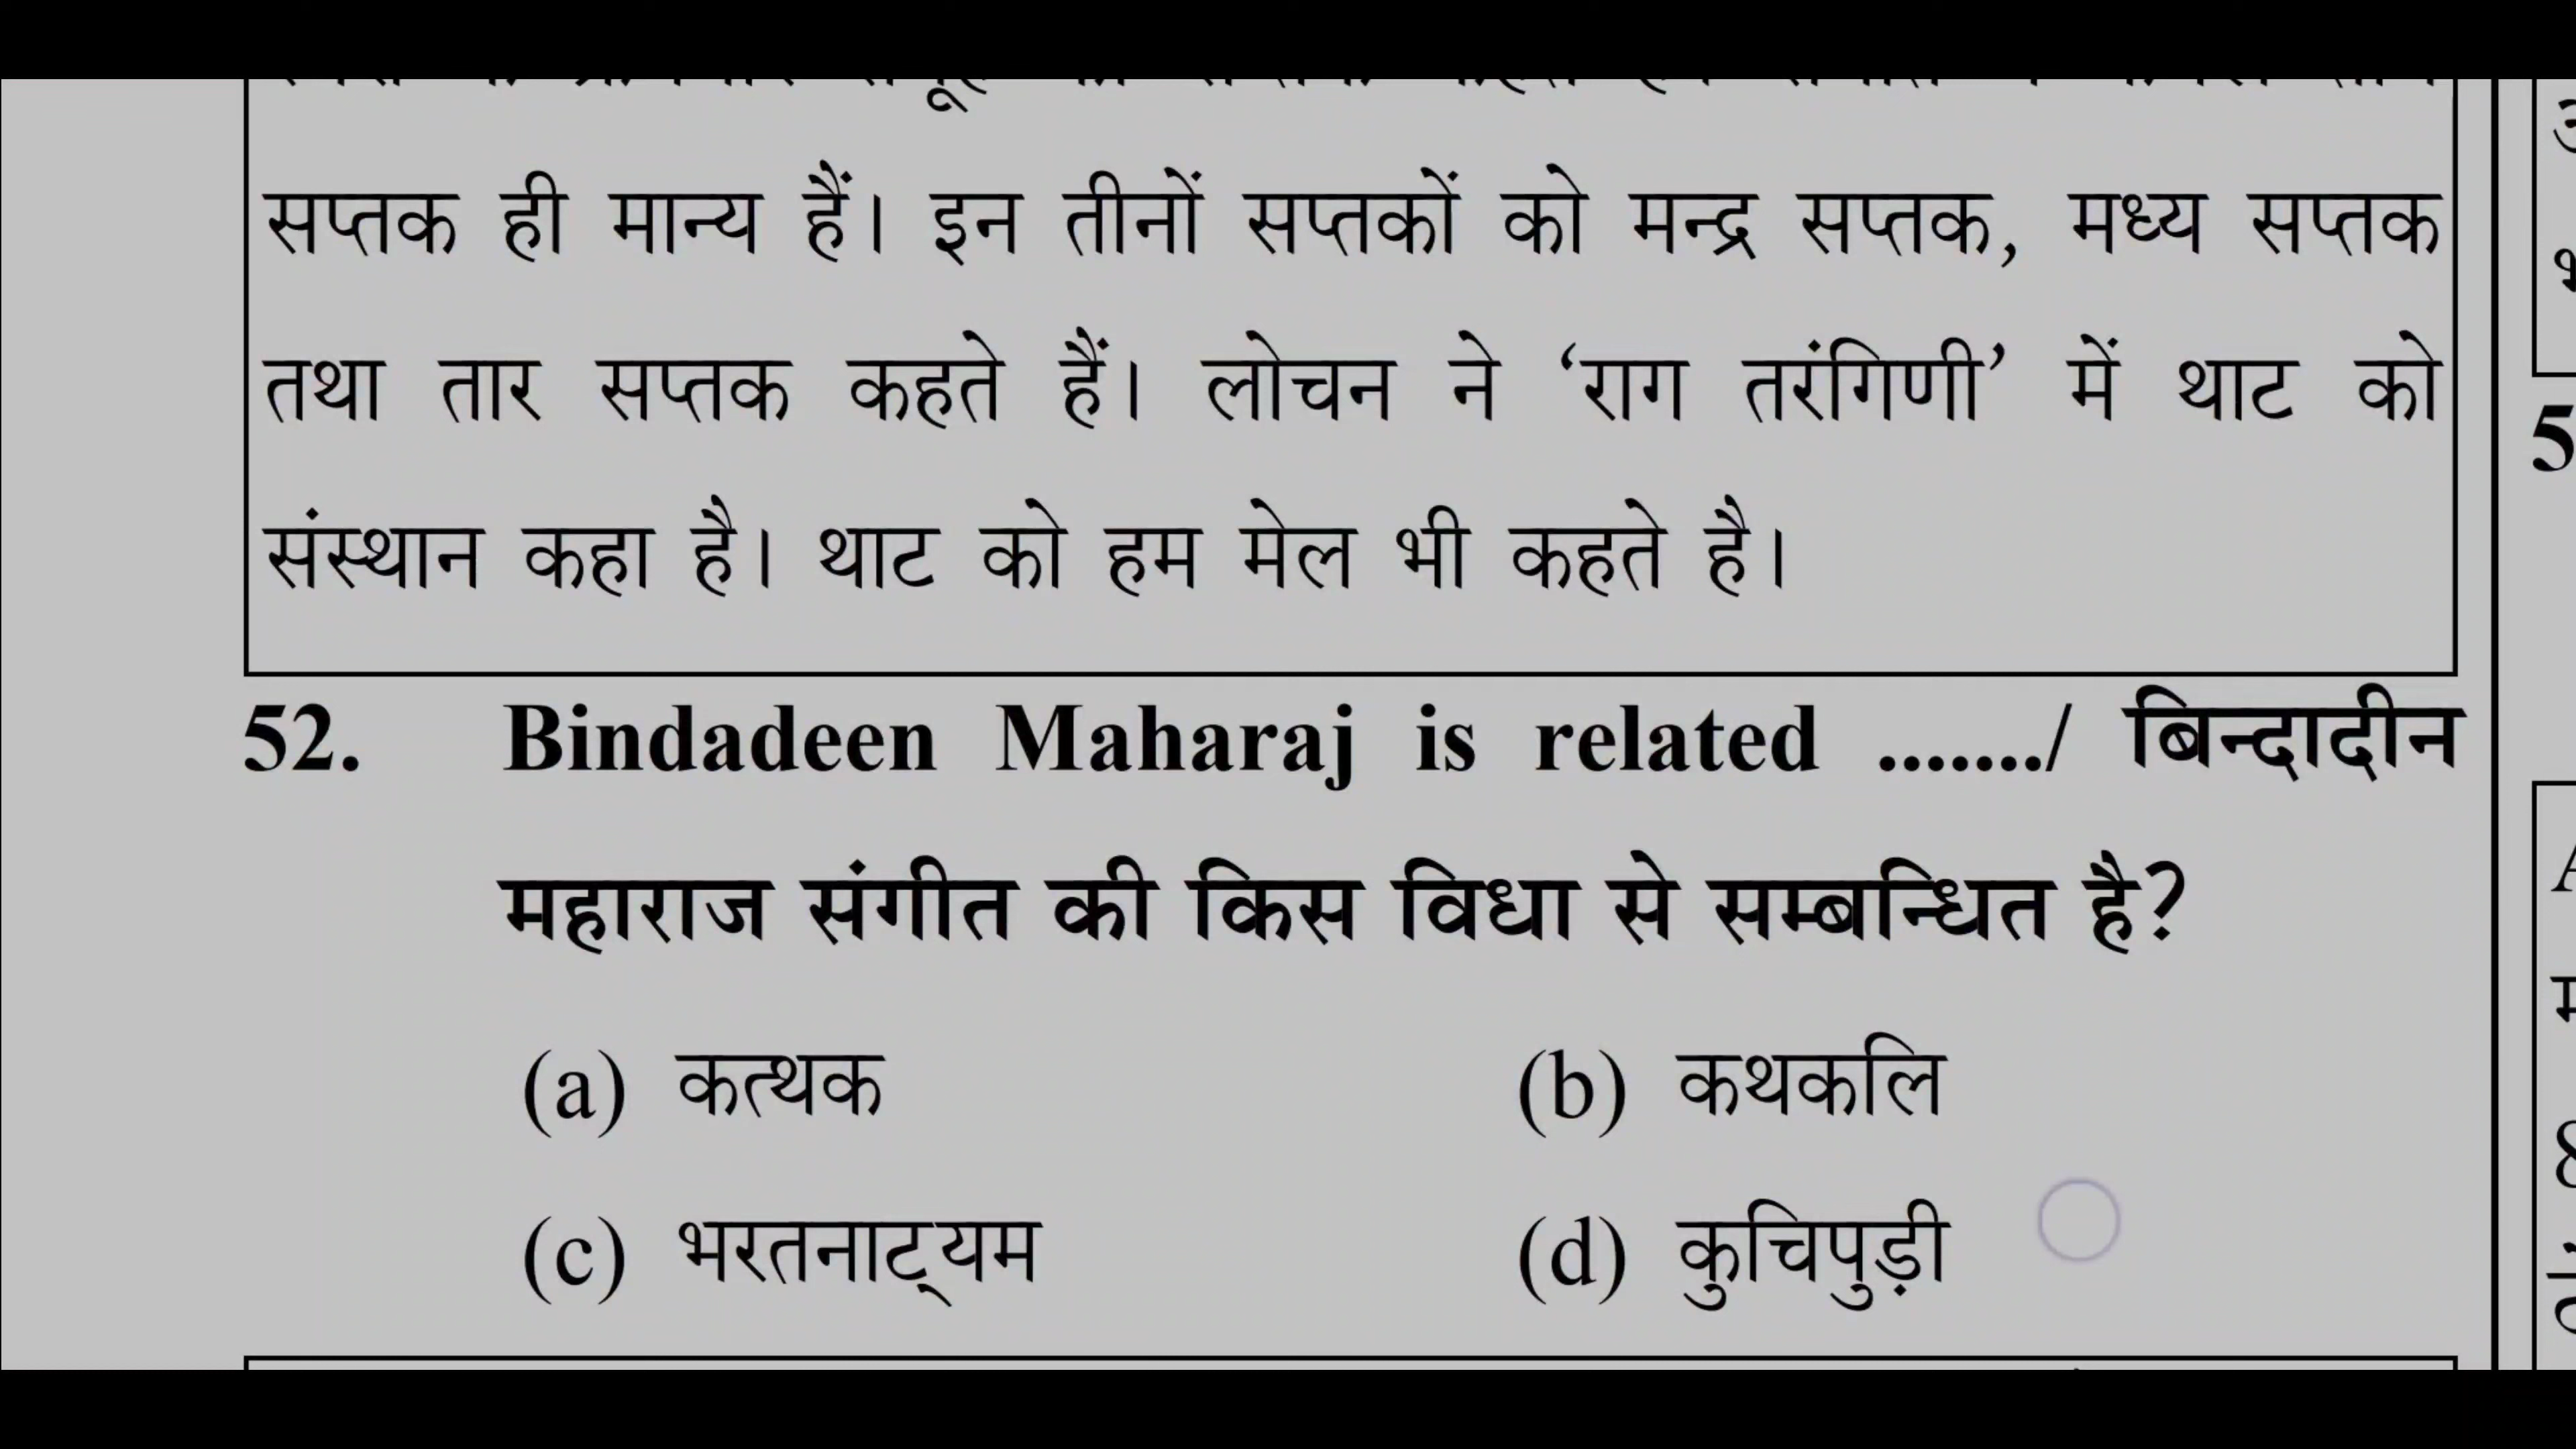 सप्तक ही मान्य हैं। इन तीनों सप्तकों को मन्द्र सप्तक, मध्य सप्तक
तथा तार सप्तक कहते हैं। लोचन ने ‘राग तरंगिणी’ में थाट को
संस्थान कहा है। थाट को हम मेल भी कहते है।
52. Bindadeen Maharaj is related ......./ बिन्दादीन
महाराज संगीत की किस विधा से सम्बन्धित है?
(a) कत्थक (b) कथकलि
(c) भरतनाट्यम (d) कुचिपुड़ी
5